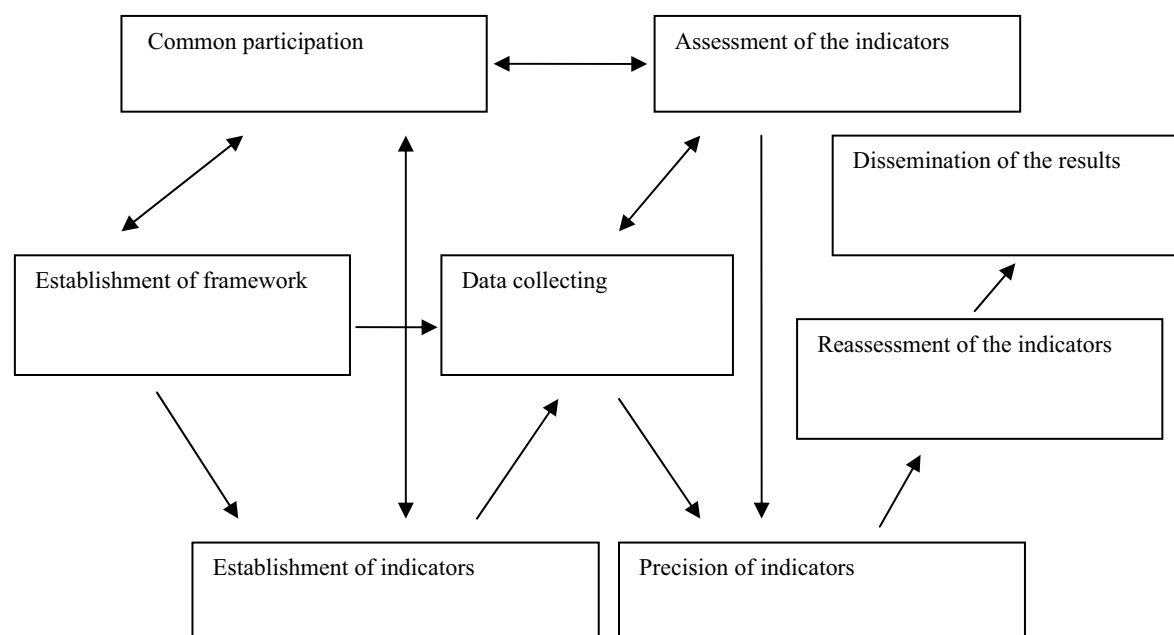 Common participation
Assessment of the indicators
Dissemination of the results
Establishment of framework
Data collecting
Reassessment of the indicators
Establishment of indicators
Precision of indicators